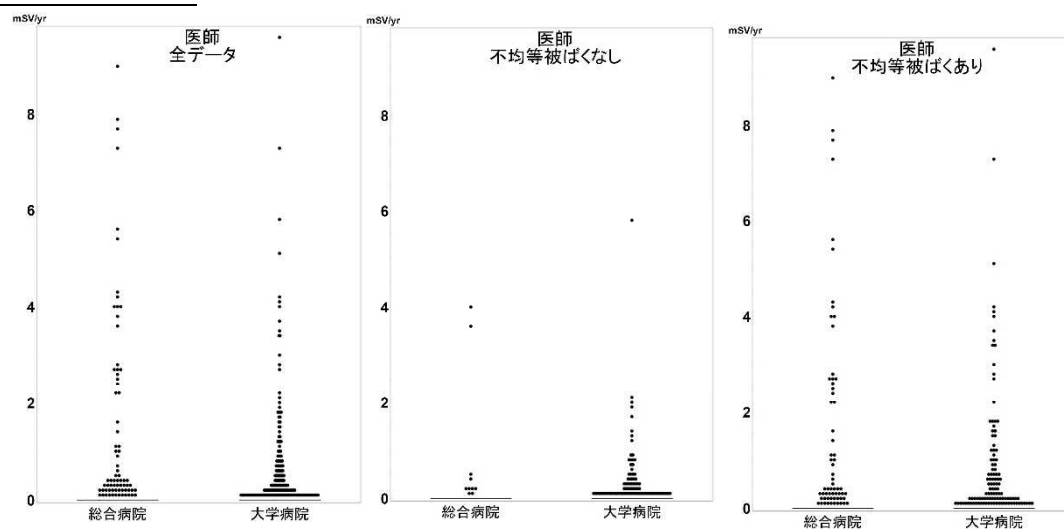 mSV/yr
医師
全データ
8
6
4
2
0
総合病院
大学病院
mSV/yr
医師
不均等被ばくなし
8
6
4
2
0
総合病院
大学病院
mSV/yr
医師
不均等被ばくあり
8
6
4
2
0
総合病院
大学病院